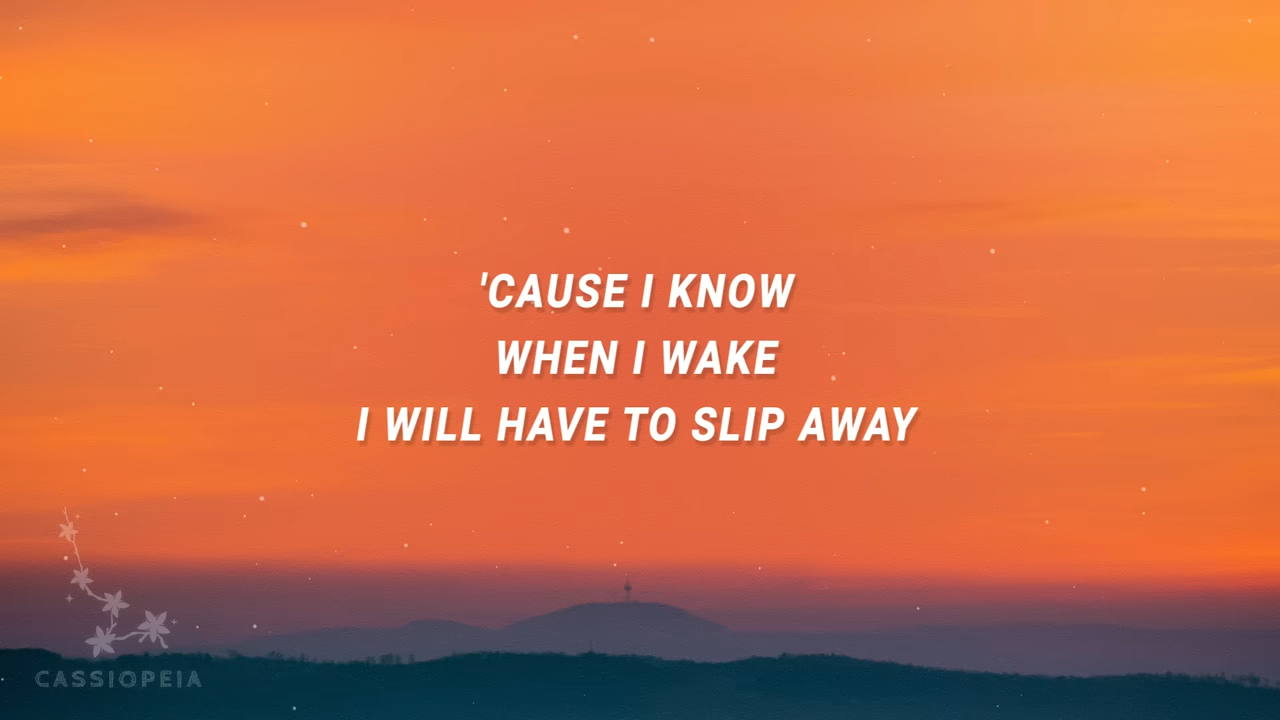 'CAUSE I KNOW
WHEN I WAKE
I WILL HAVE TO SLIP AWAY
CASSIOPEIA